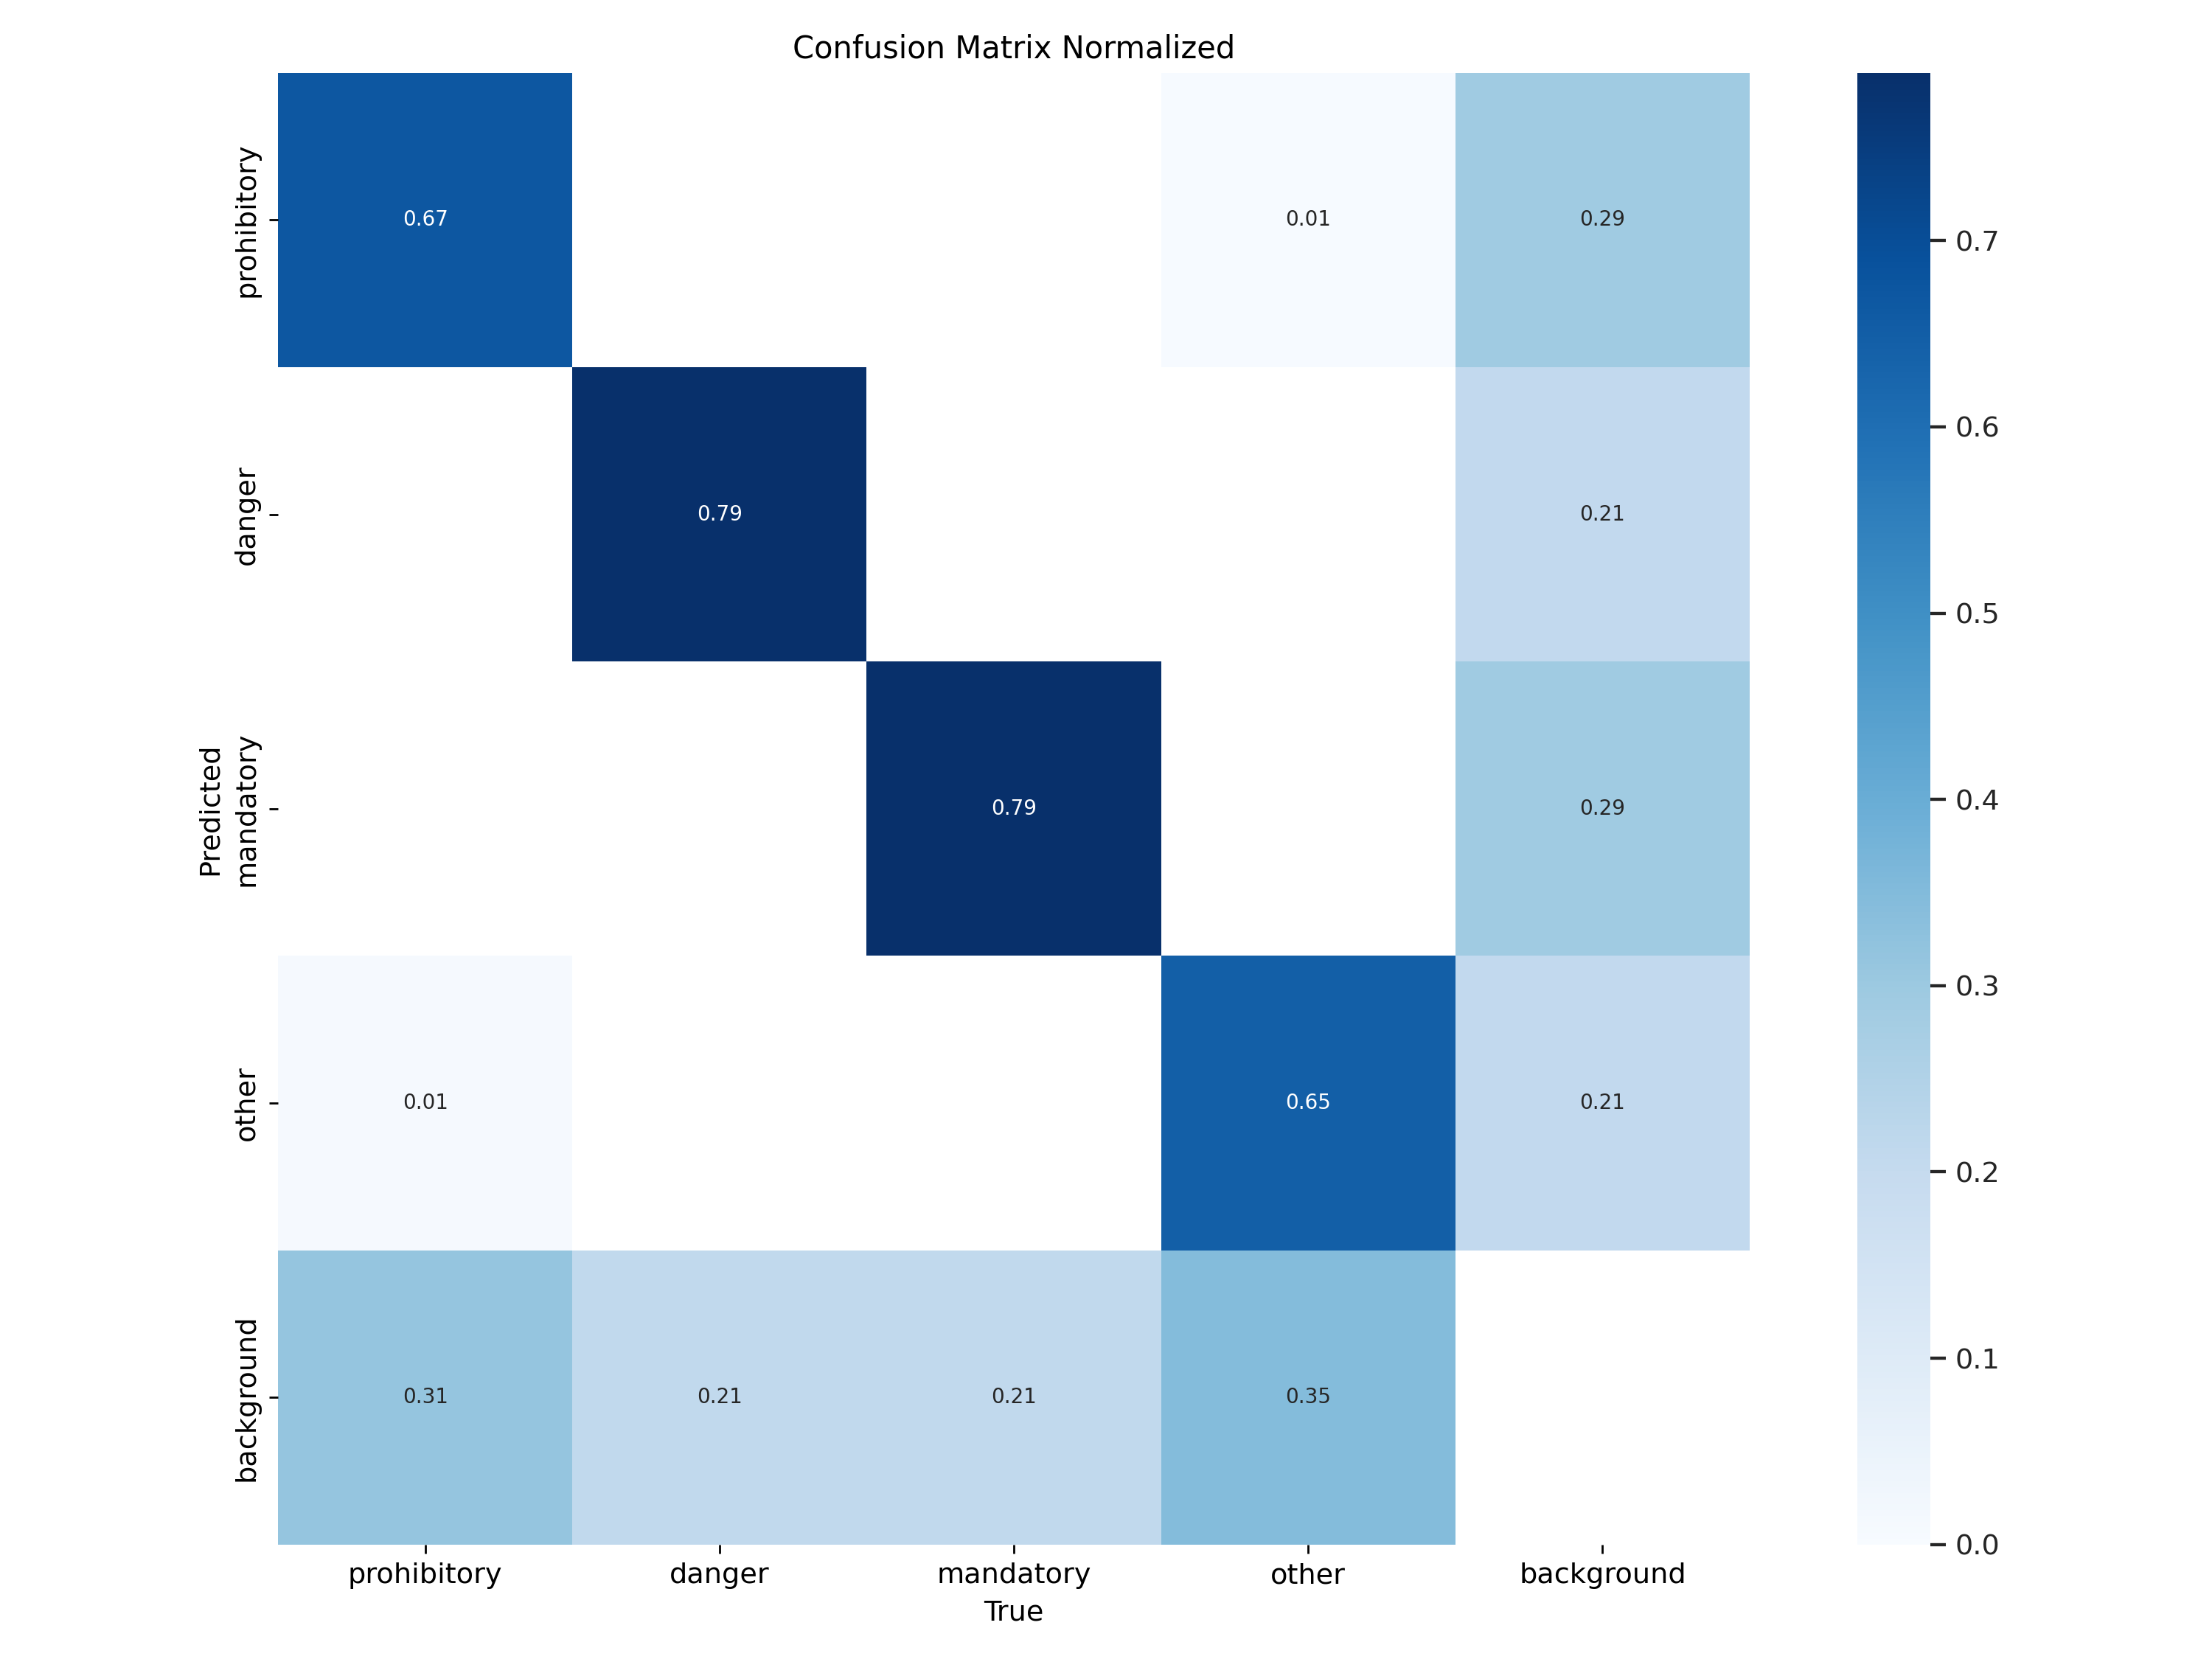 Confusion Matrix Normalized
prohibitory
0.67
0.01
0.29
danger
0.79
0.21
Predicted
mandatory
0.79
0.29
other
0.01
0.65
0.21
background
0.31
0.21
0.21
0.35
prohibitory
danger
mandatory
other
background
True
0.7
0.6
0.5
0.4
0.3
0.2
0.1
0.0